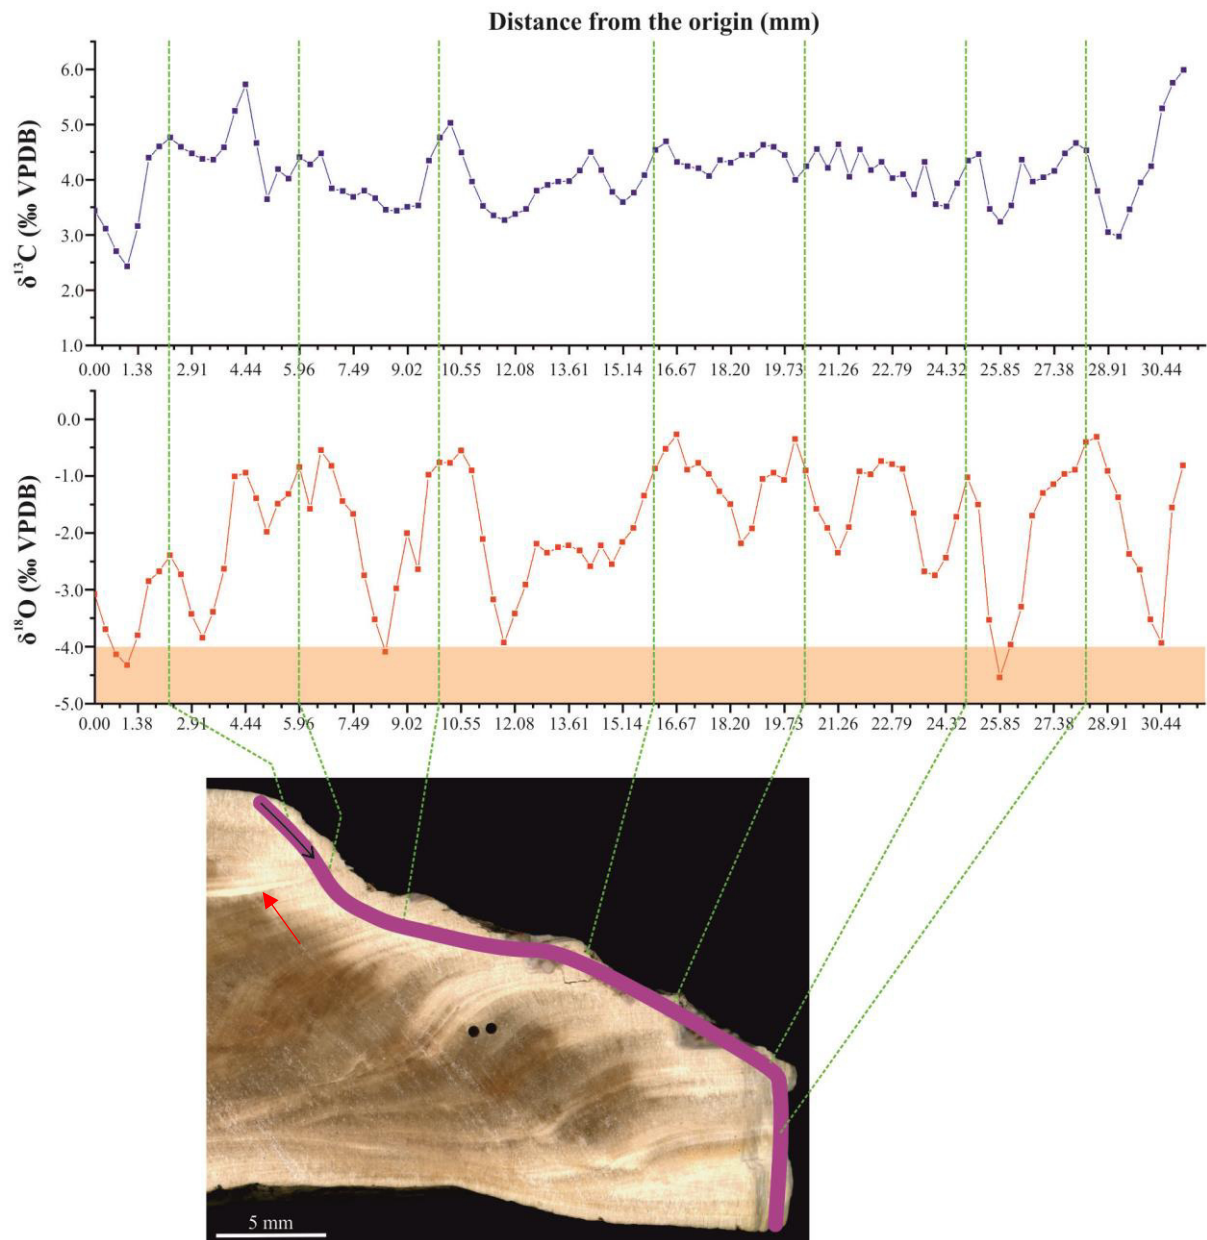 Distance from the origin (mm)
δ¹³C (‰ VPDB)
6.0
5.0
4.0
3.0
2.0
1.0
0.00 1.38 2.91 4.44 5.96 7.49 9.02 10.55 12.08 13.61 15.14 16.67 18.20 19.73 21.26 22.79 24.32 25.85 27.38 28.91 30.44
δ¹⁸O (‰ VPDB)
0.0
-1.0
-2.0
-3.0
-4.0
-5.0
0.00 1.38 2.91 4.44 5.96 7.49 9.02 10.55 12.08 13.61 15.14 16.67 18.20 19.73 21.26 22.79 24.32 25.85 27.38 28.91 30.44
5 mm